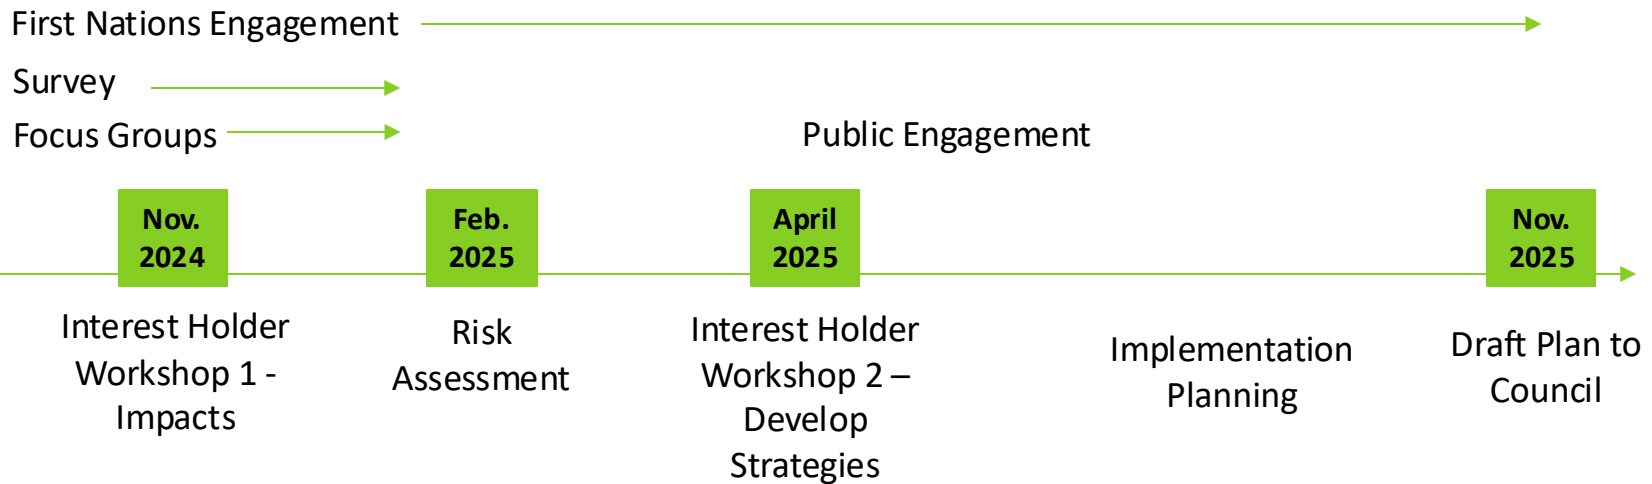 First Nations Engagement
Survey
Focus Groups
Public Engagement
Nov.
2024
Feb.
2025
April
2025
Nov.
2025
Interest Holder
Workshop 1 -
Impacts
Risk
Assessment
Interest Holder
Workshop 2 –
Develop
Strategies
Implementation
Planning
Draft Plan to
Council